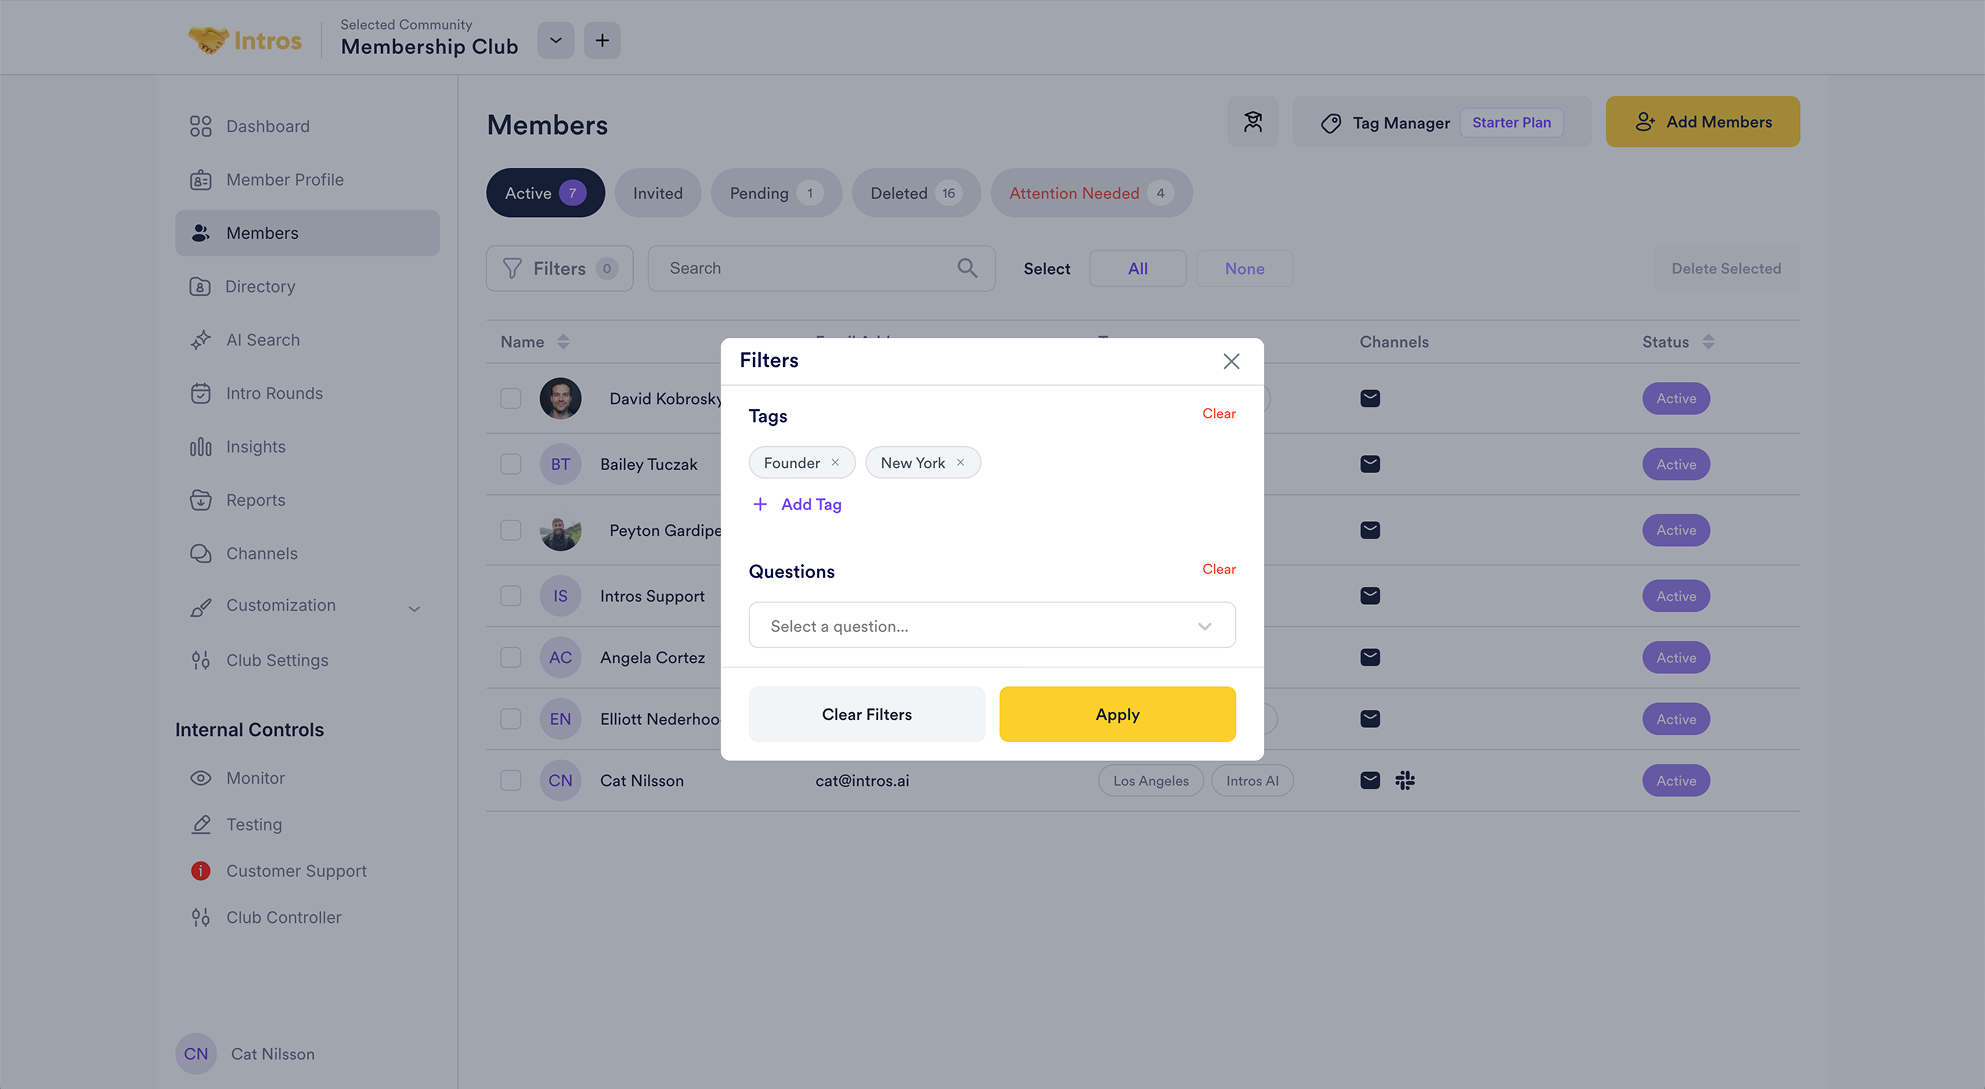 Intros
Selected Community
Membership Club
Dashboard
Member Profile
Members
Directory
AI Search
Intro Rounds
Insights
Reports
Channels
Customization
Club Settings
Internal Controls
Monitor
Testing
Customer Support
Club Controller
CN Cat Nilsson
Members
Tag Manager Starter Plan
Add Members
Active 7 Invited Pending 1 Deleted 16 Attention Needed 4
Filters 0 Search Select All None Delete Selected
Name Channels Status
David Kobrosky Active
BT Bailey Tuczak Active
Peyton Gardipe Active
IS Intros Support Active
AC Angela Cortez Active
EN Elliott Nederhoo Active
CN Cat Nilsson cat@intros.ai Los Angeles Intros AI Active
Filters
Tags Clear
Founder × New York ×
+ Add Tag
Questions Clear
Select a question...
Clear Filters Apply